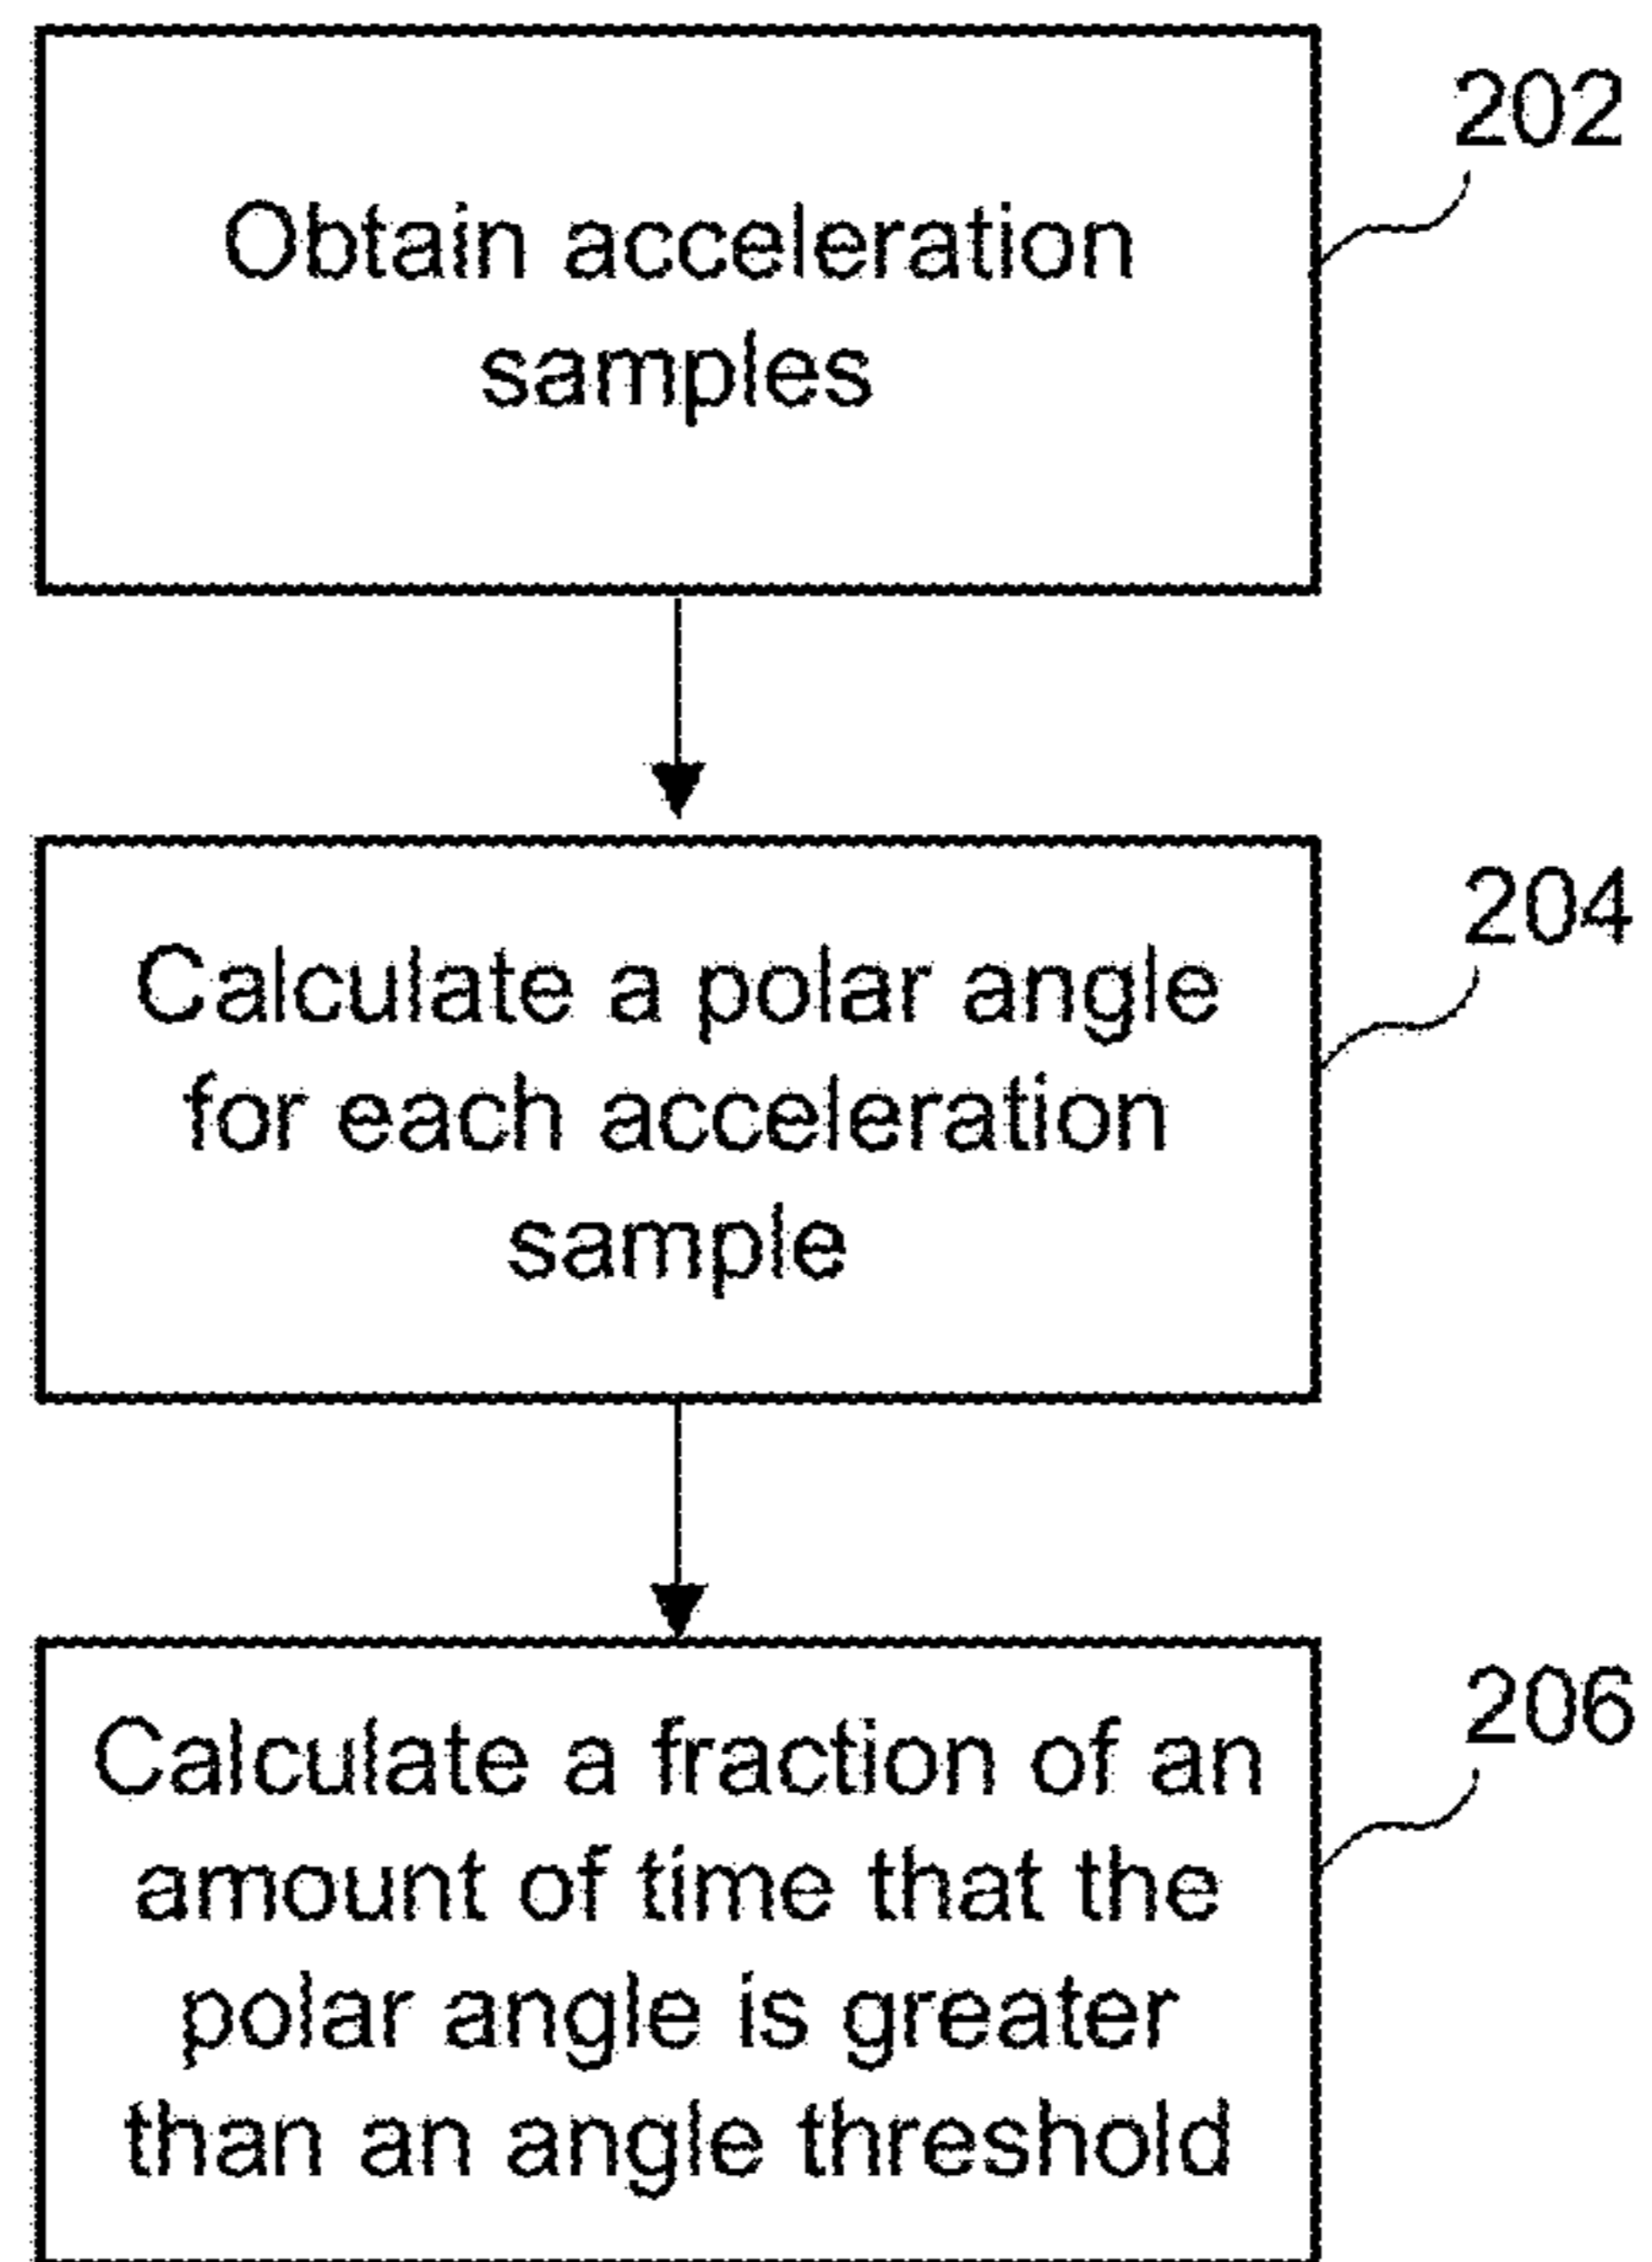 202
Obtain acceleration
samples
204
Calculate a polar angle
for each acceleration
sample
206
Calculate a fraction of an
amount of time that the
polar angle is greater
than an angle threshold